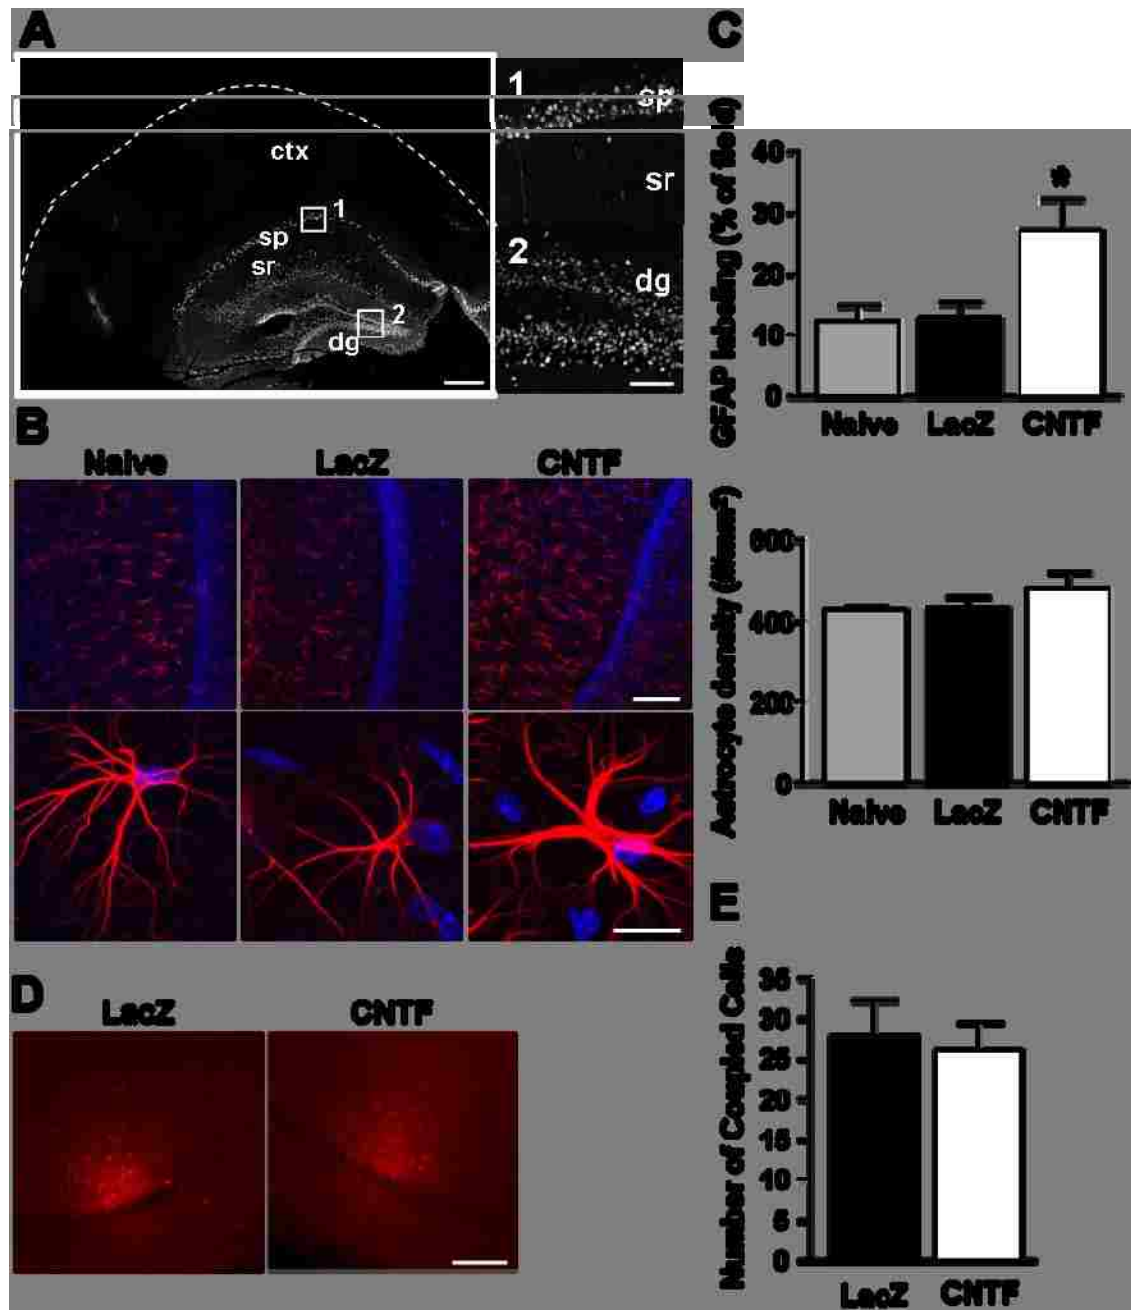 A
ctx
1
sp
sr
2
dg
1
sp
sr
2
dg
B
Naive
LacZ
CNTF
C
GFAP labeling (% of field)
40
30
20
10
0
*
Naive
LacZ
CNTF
Astrocyte density (#/mm²)
600
400
200
0
Naive
LacZ
CNTF
D
LacZ
CNTF
E
Number of Coupled Cells
35
30
25
20
15
10
5
0
LacZ
CNTF